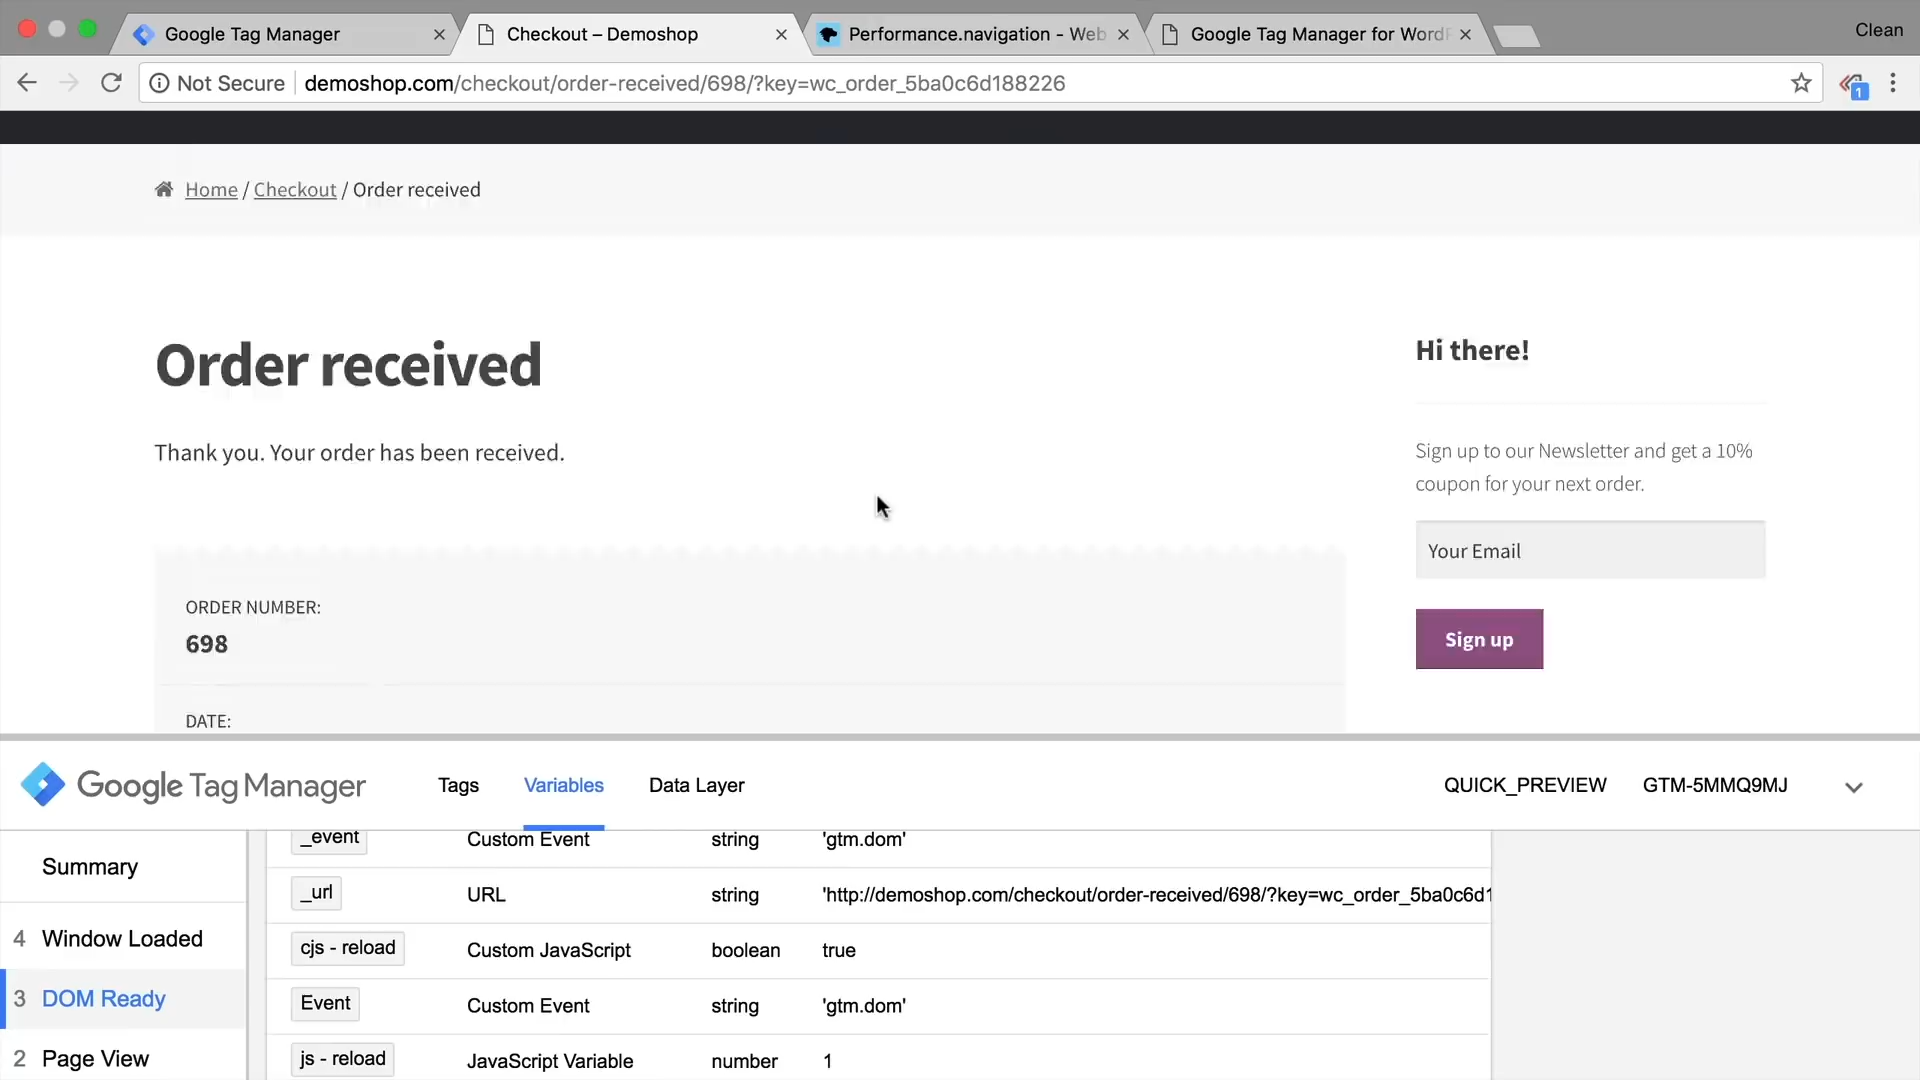 Google Tag Manager
Checkout – Demoshop
Performance.navigation - Web
Google Tag Manager for WordP
Clean
Not Secure
demoshop.com/checkout/order-received/698/?key=wc_order_5ba0c6d188226
1
Home / Checkout / Order received
Order received
Thank you. Your order has been received.
ORDER NUMBER:
698
DATE:
Hi there!
Sign up to our Newsletter and get a 10%
coupon for your next order.
Your Email
Sign up
Google Tag Manager
Tags
Variables
Data Layer
QUICK_PREVIEW
GTM-5MMQ9MJ
Summary
4 Window Loaded
3 DOM Ready
2 Page View
_event Custom Event string 'gtm.dom'
_url URL string 'http://demoshop.com/checkout/order-received/698/?key=wc_order_5ba0c6d1
cjs - reload Custom JavaScript boolean true
Event Custom Event string 'gtm.dom'
js - reload JavaScript Variable number 1